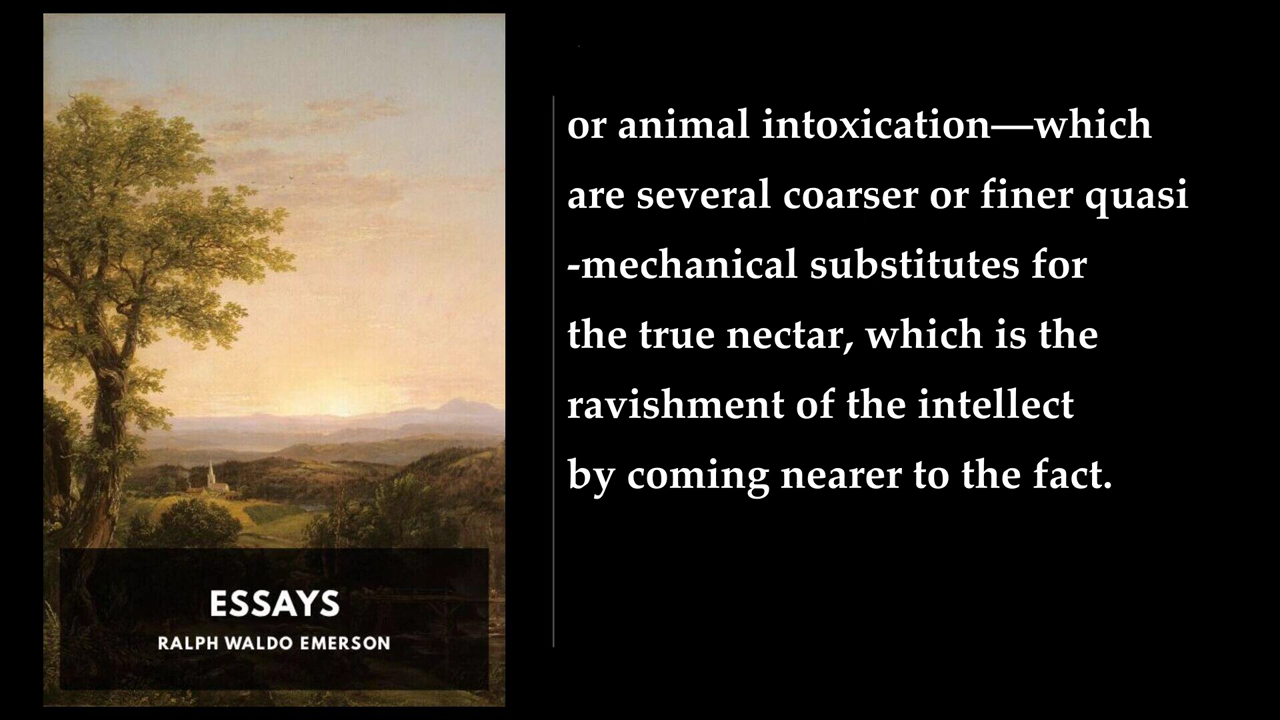 ESSAYS
RALPH WALDO EMERSON
or animal intoxication—which
are several coarser or finer quasi
-mechanical substitutes for
the true nectar, which is the
ravishment of the intellect
by coming nearer to the fact.